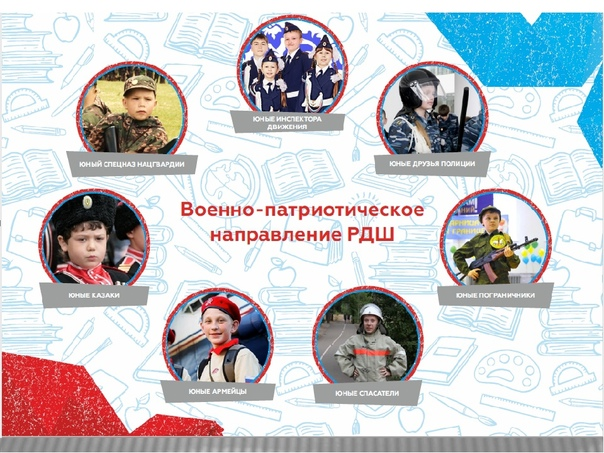 ЮНЫЕ ИНСПЕКТОРА
ДВИЖЕНИЯ
ЮНЫЙ СПЕЦНАЗ НАЦГВАРДИИ
ЮНЫЕ ДРУЗЬЯ ПОЛИЦИИ
Военно-патриотическое
направление РДШ
ЮНЫЕ КАЗАКИ
ЮНЫЕ ПОГРАНИЧНИКИ
ЮНЫЕ АРМЕЙЦЫ
ЮНЫЕ СПАСАТЕЛИ